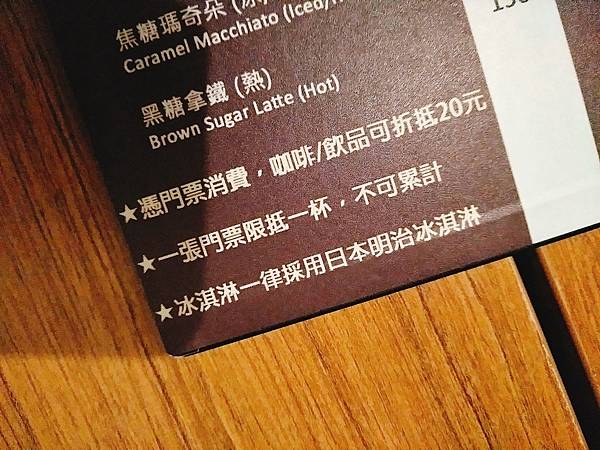 焦糖瑪奇朵
Caramel Macchiato (Iced/
黑糖拿鐵 (熱)
Brown Sugar Latte (Hot)
★憑門票消費，咖啡/飲品可折抵20元
★一張門票限抵一杯，不可累計
★冰淇淋一律採用日本明治冰淇淋